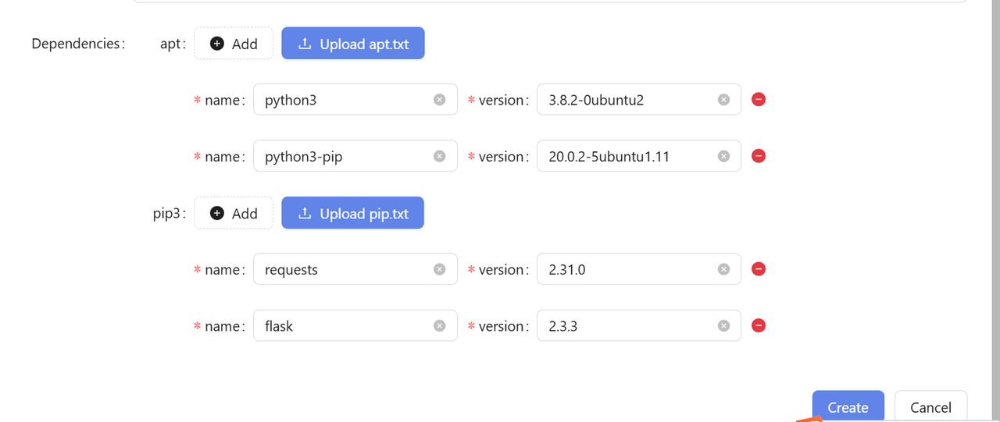 Dependencies: apt: Add Upload apt.txt
* name: python3 * version: 3.8.2-0ubuntu2
* name: python3-pip * version: 20.0.2-5ubuntu1.11
pip3: Add Upload pip.txt
* name: requests * version: 2.31.0
* name: flask * version: 2.3.3
Create Cancel